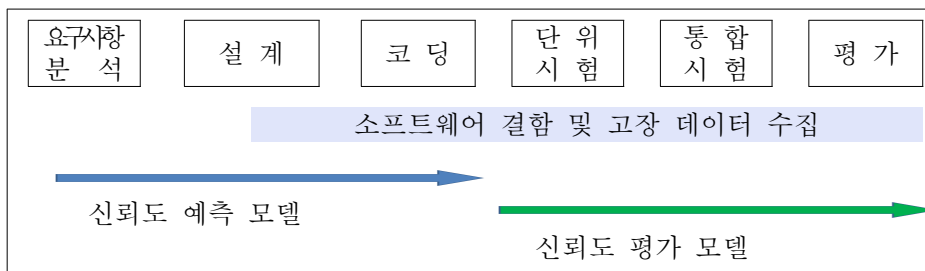 요구사항
분 석
설 계
코 딩
단 위
시 험
통 합
시 험
평 가
소프트웨어 결함 및 고장 데이터 수집
신뢰도 예측 모델
신뢰도 평가 모델